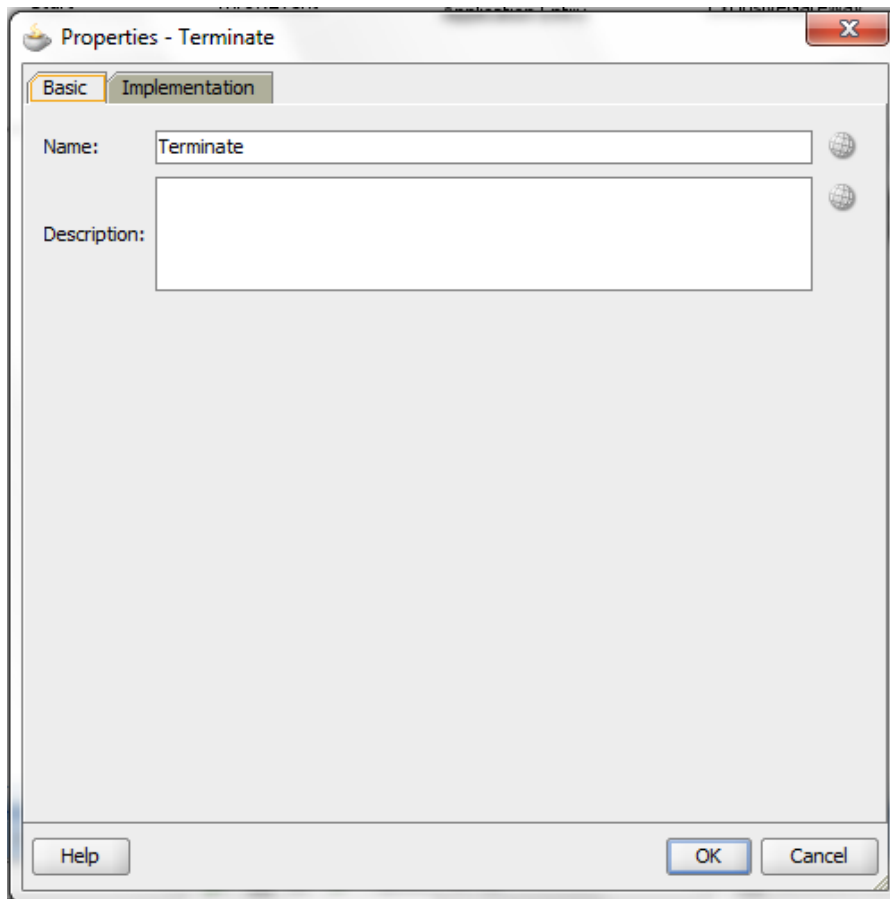 Properties - Terminate
Basic Implementation
Name: Terminate
Description:
Help OK Cancel